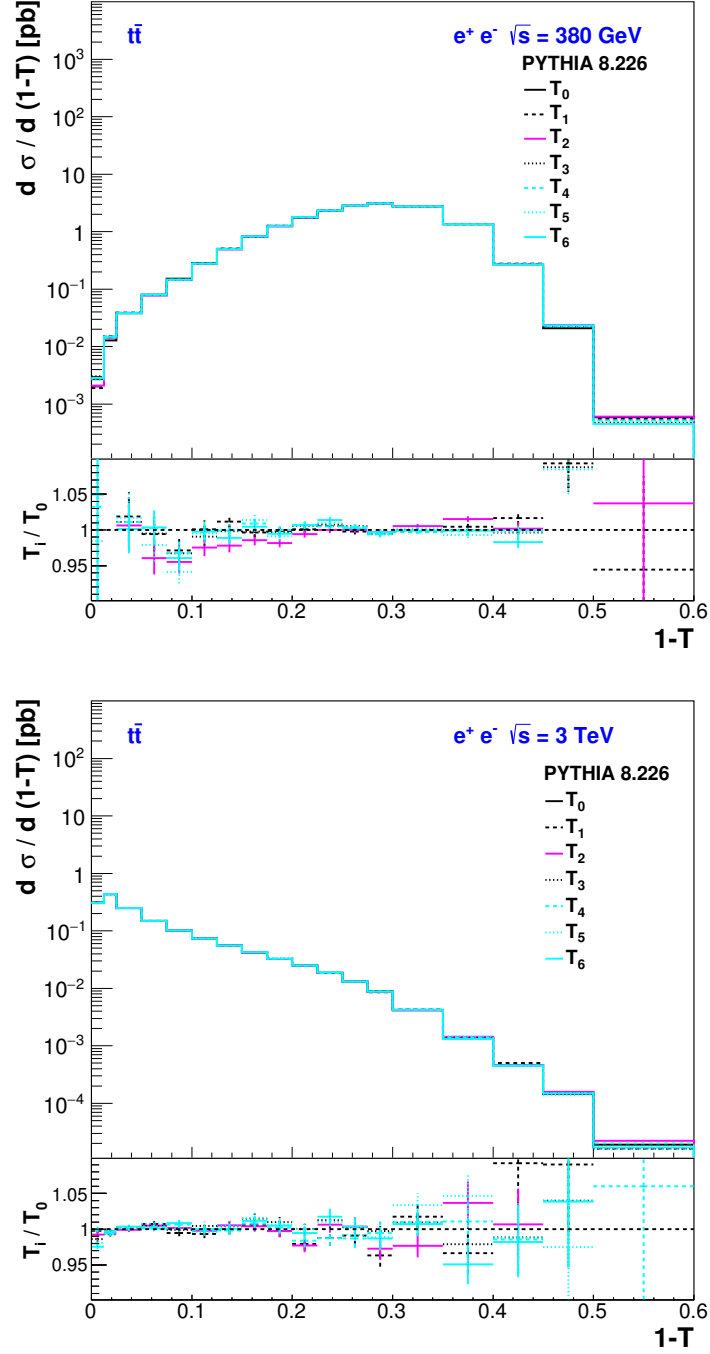 tt̄ e⁺ e⁻ √s = 380 GeV
PYTHIA 8.226
T₀
T₁
T₂
T₃
T₄
T₅
T₆
d σ / d (1-T) [pb]
10³
10²
10
1
10⁻¹
10⁻²
10⁻³
Tᵢ / T₀
1.05
1
0.95
0 0.1 0.2 0.3 0.4 0.5 0.6
1-T
tt̄ e⁺ e⁻ √s = 3 TeV
PYTHIA 8.226
T₀
T₁
T₂
T₃
T₄
T₅
T₆
d σ / d (1-T) [pb]
10²
10
1
10⁻¹
10⁻²
10⁻³
10⁻⁴
Tᵢ / T₀
1.05
1
0.95
0 0.1 0.2 0.3 0.4 0.5 0.6
1-T